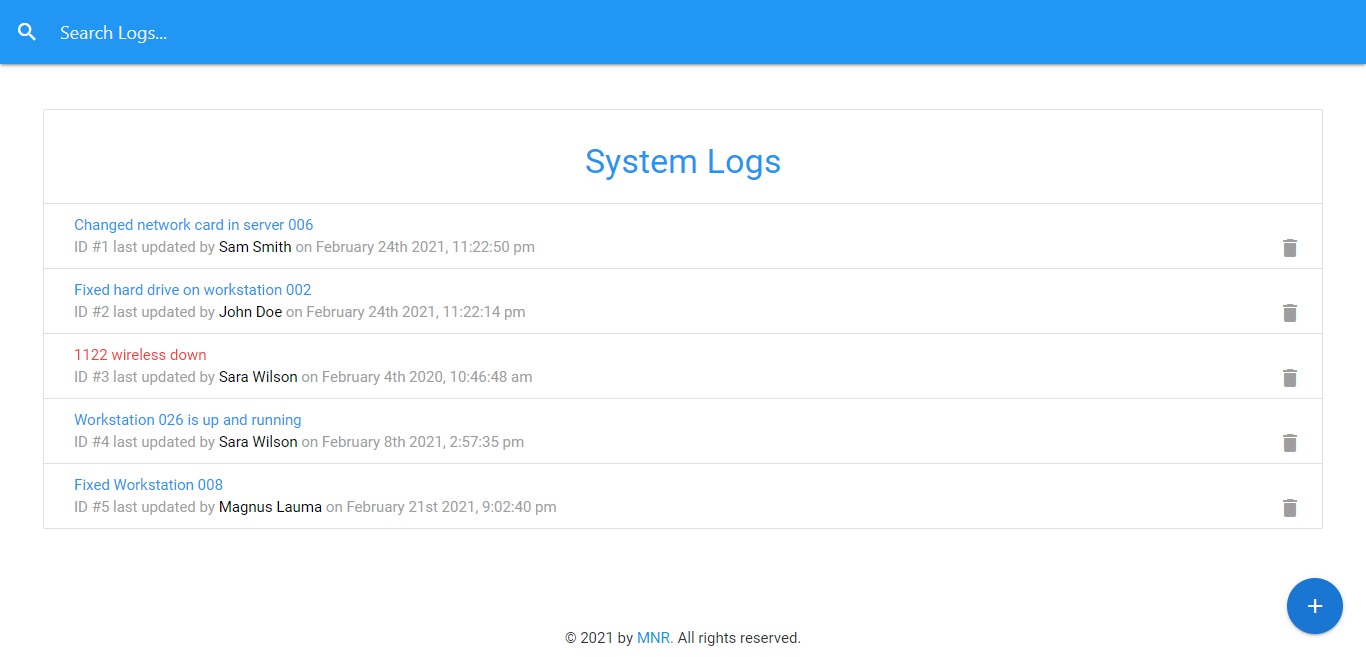 Search Logs...
System Logs
Changed network card in server 006
ID #1 last updated by Sam Smith on February 24th 2021, 11:22:50 pm
Fixed hard drive on workstation 002
ID #2 last updated by John Doe on February 24th 2021, 11:22:14 pm
1122 wireless down
ID #3 last updated by Sara Wilson on February 4th 2020, 10:46:48 am
Workstation 026 is up and running
ID #4 last updated by Sara Wilson on February 8th 2021, 2:57:35 pm
Fixed Workstation 008
ID #5 last updated by Magnus Lauma on February 21st 2021, 9:02:40 pm
© 2021 by MNR. All rights reserved.